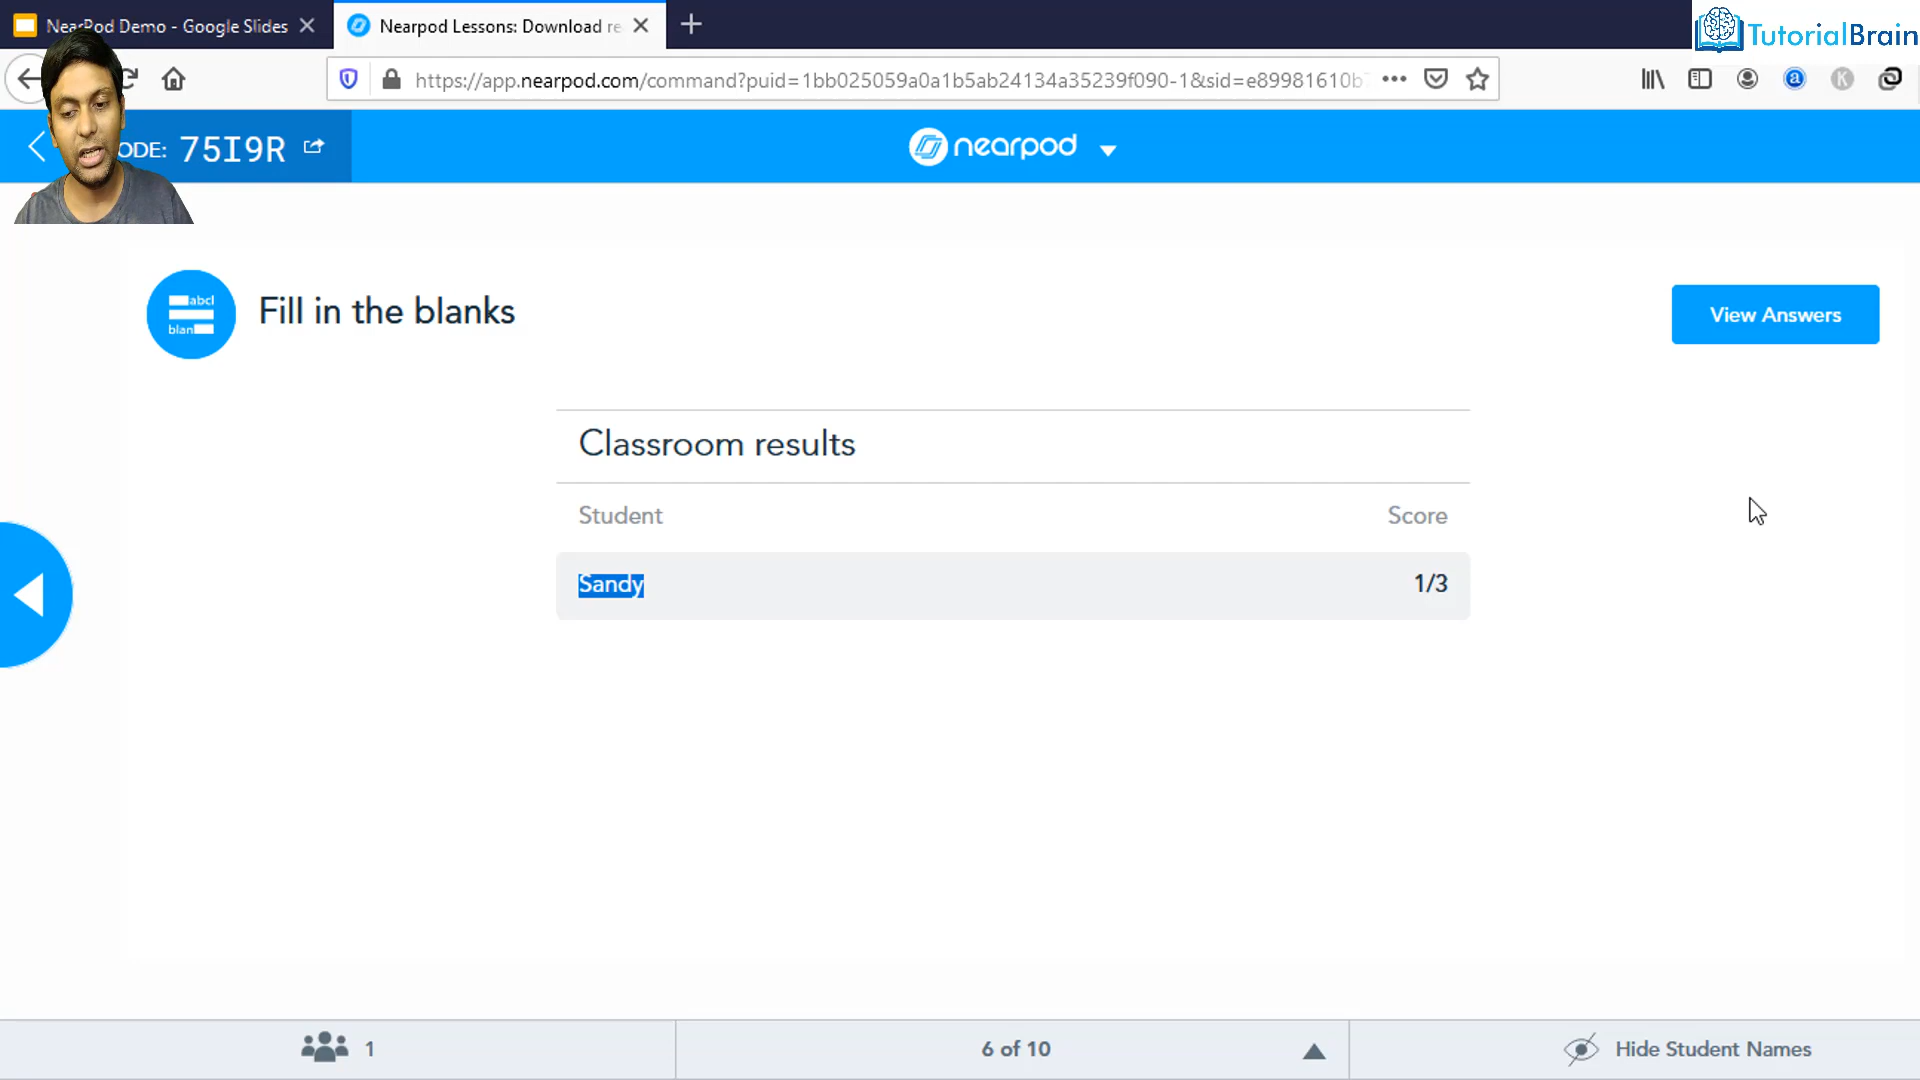 NearPod Demo - Google Slides
Nearpod Lessons: Download re
TutorialBrain
https://app.nearpod.com/command?puid=1bb025059a0a1b5ab24134a35239f090-1&sid=e89981610b
ODE: 75I9R
nearpod
abcl
blan
Fill in the blanks
View Answers
Classroom results
Student Score
Sandy 1/3
1
6 of 10
Hide Student Names